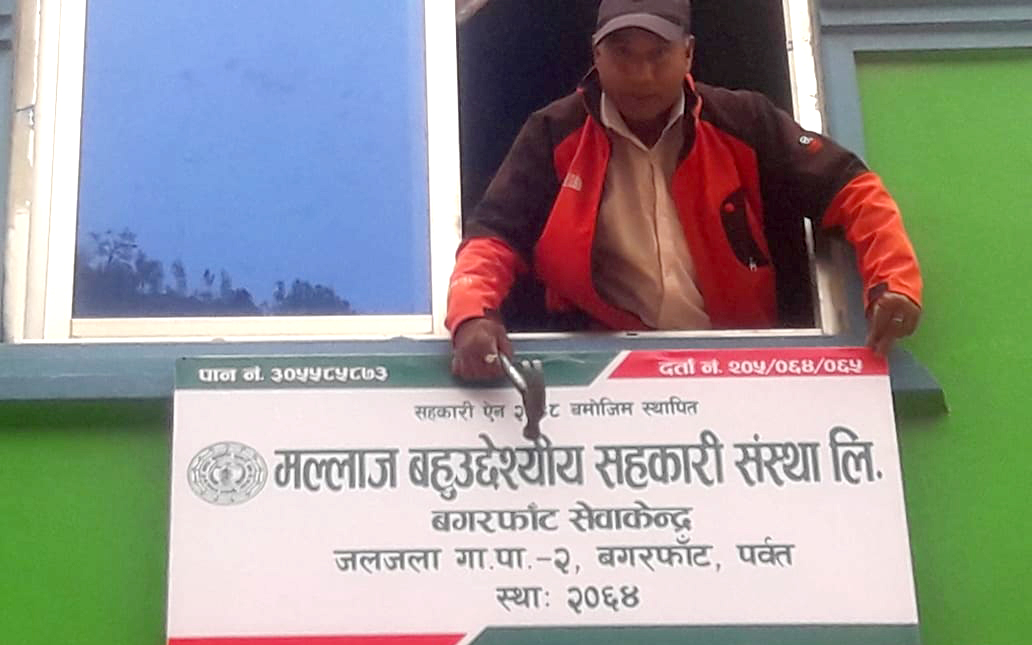 पान नं. ३०५५८५८७३
दर्ता नं. २०५/०६४/०६५
सहकारी ऐन बमोजिम स्थापित
मल्लाज बहुउद्देश्यीय सहकारी संस्था लि.
बगरफाँट सेवाकेन्द्र
जलजला गा.पा.-२, बगरफाँट, पर्वत
स्था: २०६४